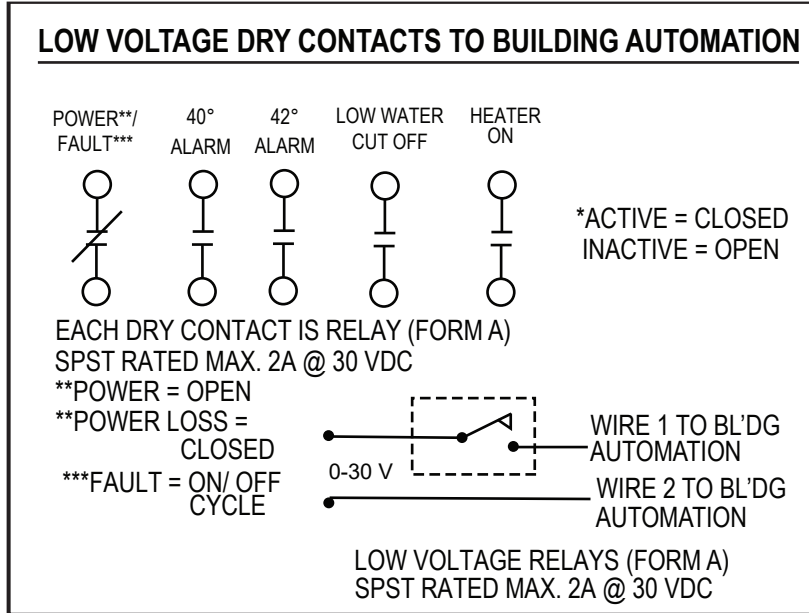 LOW VOLTAGE DRY CONTACTS TO BUILDING AUTOMATION
POWER**/
FAULT***
40°
ALARM
42°
ALARM
LOW WATER
CUT OFF
HEATER
ON
*ACTIVE = CLOSED
INACTIVE = OPEN
EACH DRY CONTACT IS RELAY (FORM A)
SPST RATED MAX. 2A @ 30 VDC
**POWER = OPEN
**POWER LOSS =
CLOSED
***FAULT = ON/ OFF
CYCLE
0-30 V
WIRE 1 TO BL'DG
AUTOMATION
WIRE 2 TO BL'DG
AUTOMATION
LOW VOLTAGE RELAYS (FORM A)
SPST RATED MAX. 2A @ 30 VDC